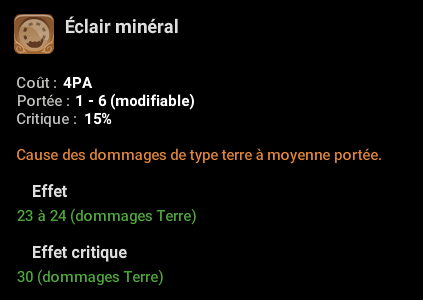 Éclair minéral
Coût : 4PA
Portée : 1 - 6 (modifiable)
Critique : 15%
Cause des dommages de type terre à moyenne portée.
Effet
23 à 24 (dommages Terre)
Effet critique
30 (dommages Terre)